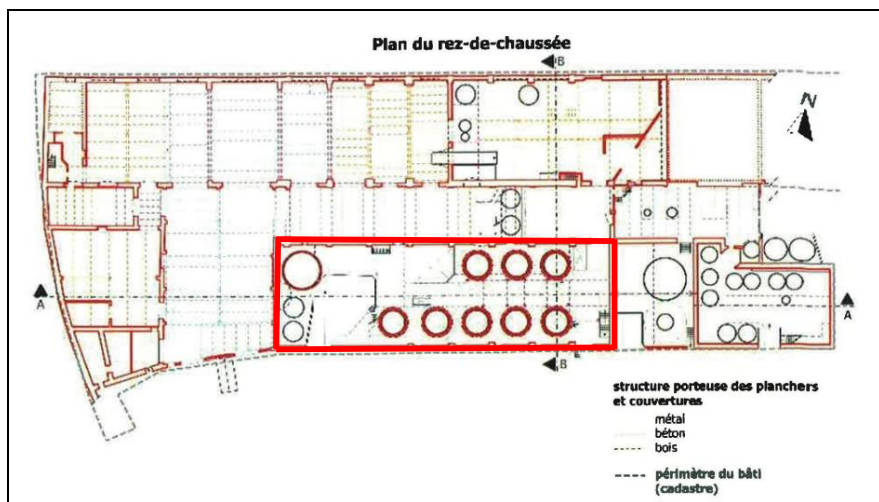 Plan du rez-de-chaussée
B
N
A
A
B
structure porteuse des planchers
et couvertures
métal
béton
bois
périmètre du bâti
(cadastre)